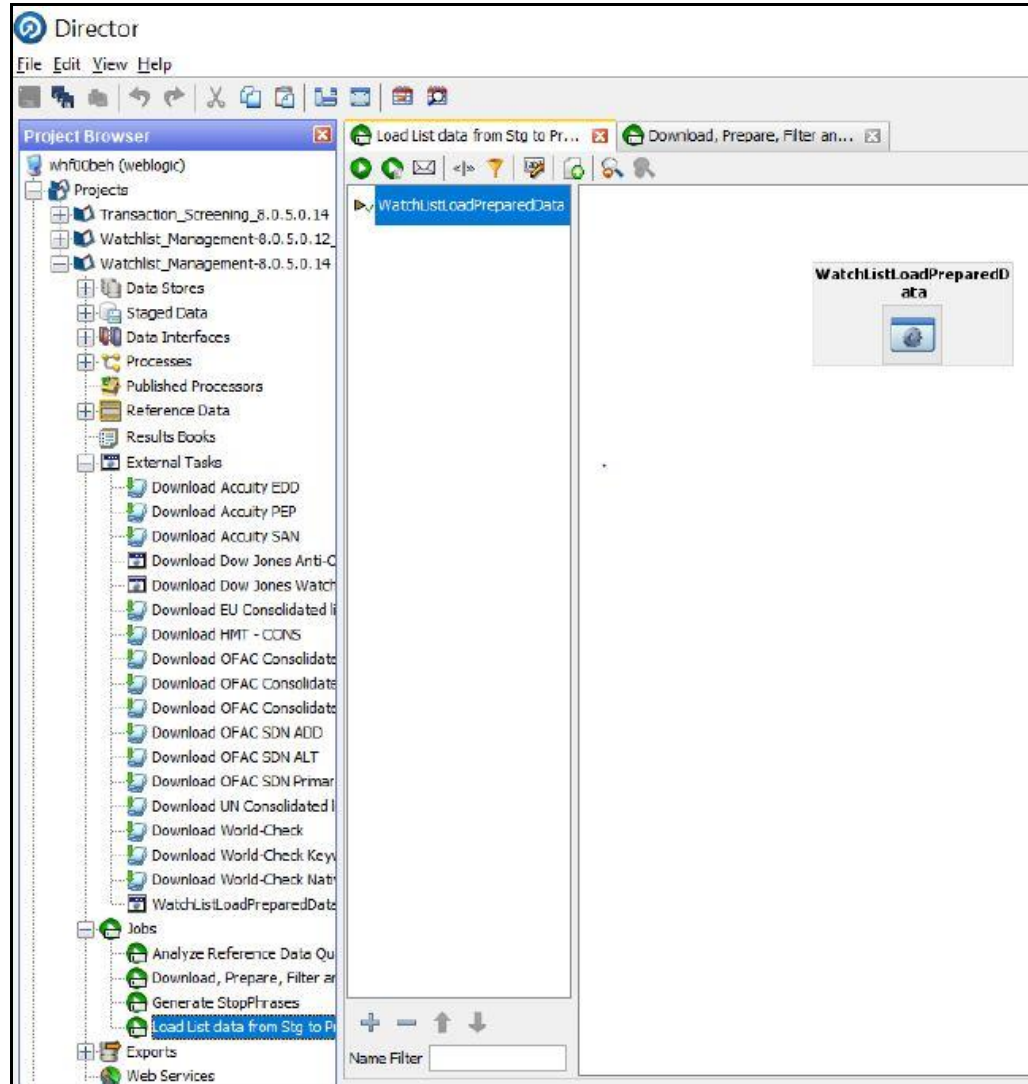 Director
File Edit View Help
Project Browser
whf00beh (weblogic)
Projects
Transaction_Screening_8.0.5.0.14
Watchlist_Management-8.0.5.0.12_
Watchlist_Management-8.0.5.0.14
Data Stores
Staged Data
Data Interfaces
Processes
Published Processors
Reference Data
Results Books
External Tasks
Download Accuity EDD
Download Accuity PEP
Download Accuity SAN
Download Dow Jones Anti-C
Download Dow Jones Watch
Download EU Consolidated li
Download HMT - CONS
Download OFAC Consolidate
Download OFAC Consolidate
Download OFAC Consolidate
Download OFAC SDN ADD
Download OFAC SDN ALT
Download OFAC SDN Primar
Download UN Consolidated l
Download World-Check
Download World-Check Keyw
Download World-Check Nativ
WatchListLoadPreparedData
Jobs
Analyze Reference Data Qu
Download, Prepare, Filter an
Generate StopPhrases
Load List data from Stg to Pr
Exports
Web Services
Load List data from Stg to Pr...
Download, Prepare, Filter an...
WatchListLoadPreparedData
Name Filter
WatchListLoadPreparedD
ata